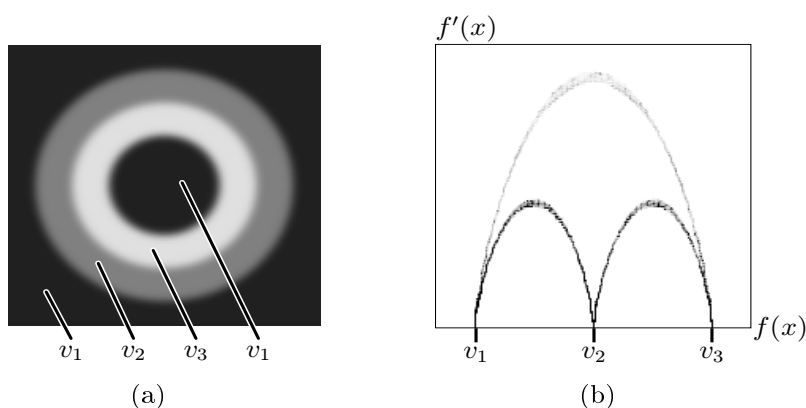 f′(x)
f(x)
v₁ v₂ v₃ v₁
v₁ v₂ v₃
(a) (b)